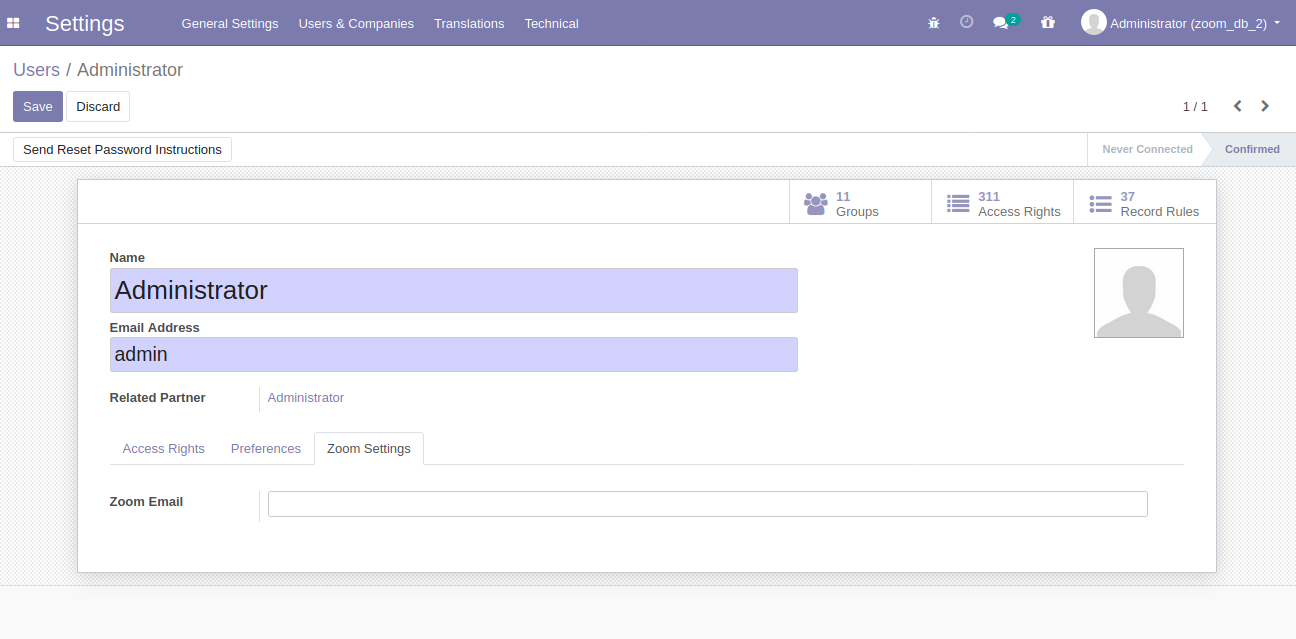 Settings General Settings Users & Companies Translations Technical 2 Administrator (zoom_db_2)
Users / Administrator
Save Discard 1 / 1
Send Reset Password Instructions Never Connected Confirmed
11 Groups 311 Access Rights 37 Record Rules
Name
Administrator
Email Address
admin
Related Partner Administrator
Access Rights Preferences Zoom Settings
Zoom Email